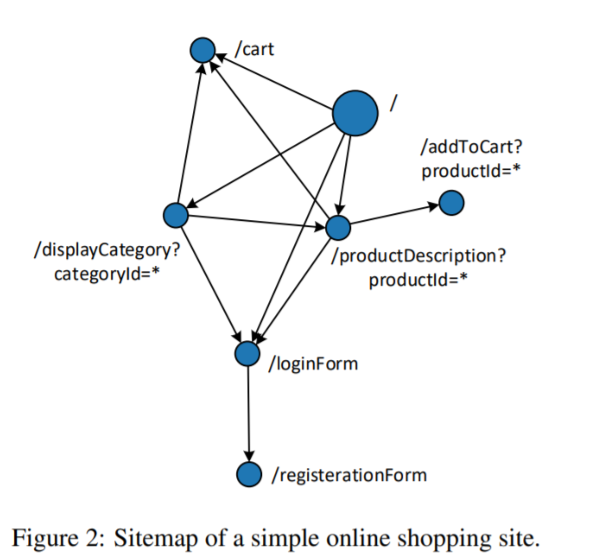 /cart
/
/addToCart?
productId=*
/displayCategory?
categoryId=*
/productDescription?
productId=*
/loginForm
/registerationForm
Figure 2: Sitemap of a simple online shopping site.